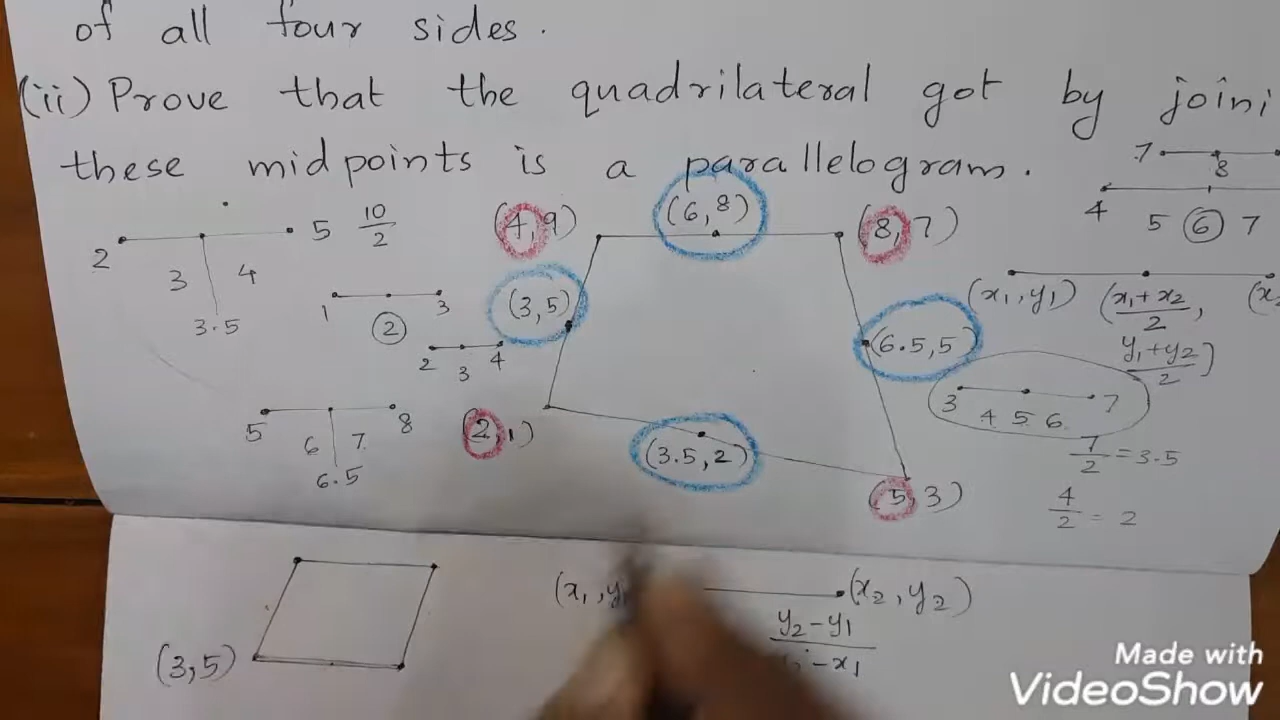 of all four sides.
(ii) Prove that the quadrilateral got by joini
these midpoints is a parallelogram.
7 8
4 5 6 7
2 3 4 5 10/2
3.5
1 2 3
2 3 4
5 6 7 8
6.5
(4,9) (6,8) (8,7)
(3,5) (6.5,5)
(2,1) (3.5,2) (5,3)
(x₁,y₁) (x₁+x₂/2, y₁+y₂/2) (x
3 4 5 6 7
7/2 = 3.5
4/2 = 2
(3,5)
(x₁,y₁ (x₂,y₂)
y₂-y₁
-x₁
Made with
VideoShow